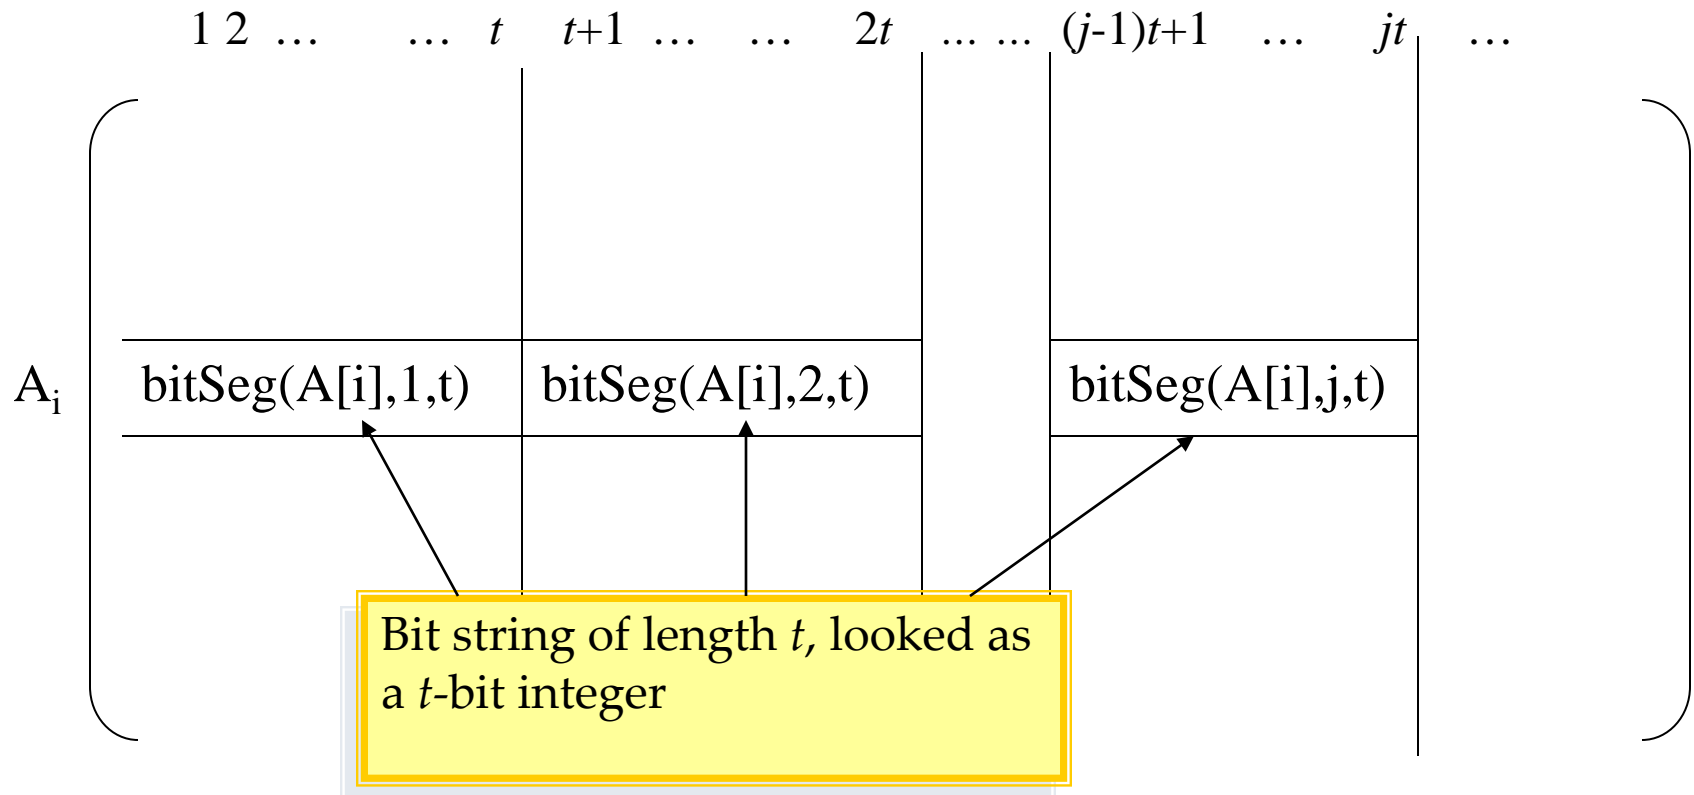 1 2 … … t t+1 … … 2t ... ... (j-1)t+1 … jt …
A_i bitSeg(A[i],1,t) bitSeg(A[i],2,t) bitSeg(A[i],j,t)
Bit string of length t, looked as
a t-bit integer